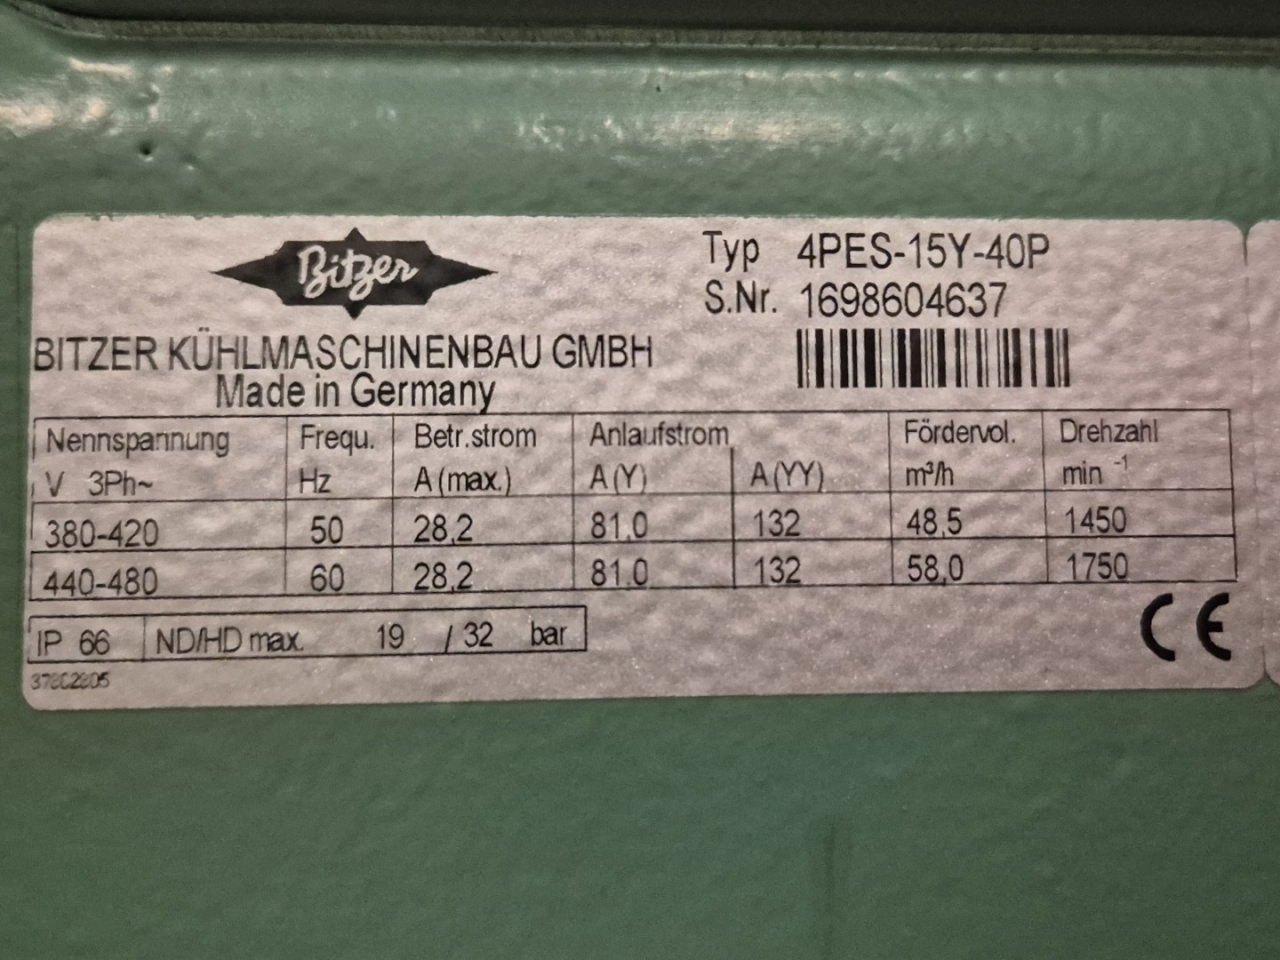 Bitzer
Typ 4PES-15Y-40P
S.Nr. 1698604637
BITZER KÜHLMASCHINENBAU GMBH
Made in Germany
Nennspannung Frequ. Betr.strom Anlaufstrom Fördervol. Drehzahl
V 3Ph~ Hz A (max.) A (Y) A (YY) m³/h min⁻¹
380-420 50 28,2 81.0 132 48,5 1450
440-480 60 28,2 81.0 132 58,0 1750
IP 66 ND/HD max. 19 / 32 bar
CE